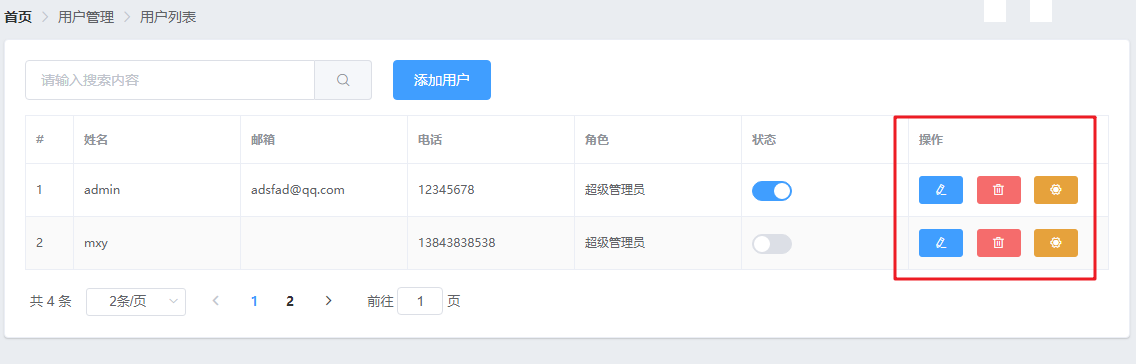 首页 > 用户管理 > 用户列表
请输入搜索内容 添加用户
# 姓名 邮箱 电话 角色 状态 操作
1 admin adsfad@qq.com 12345678 超级管理员
2 mxy 13843838538 超级管理员
共 4 条 2条/页 < 1 2 > 前往 1 页